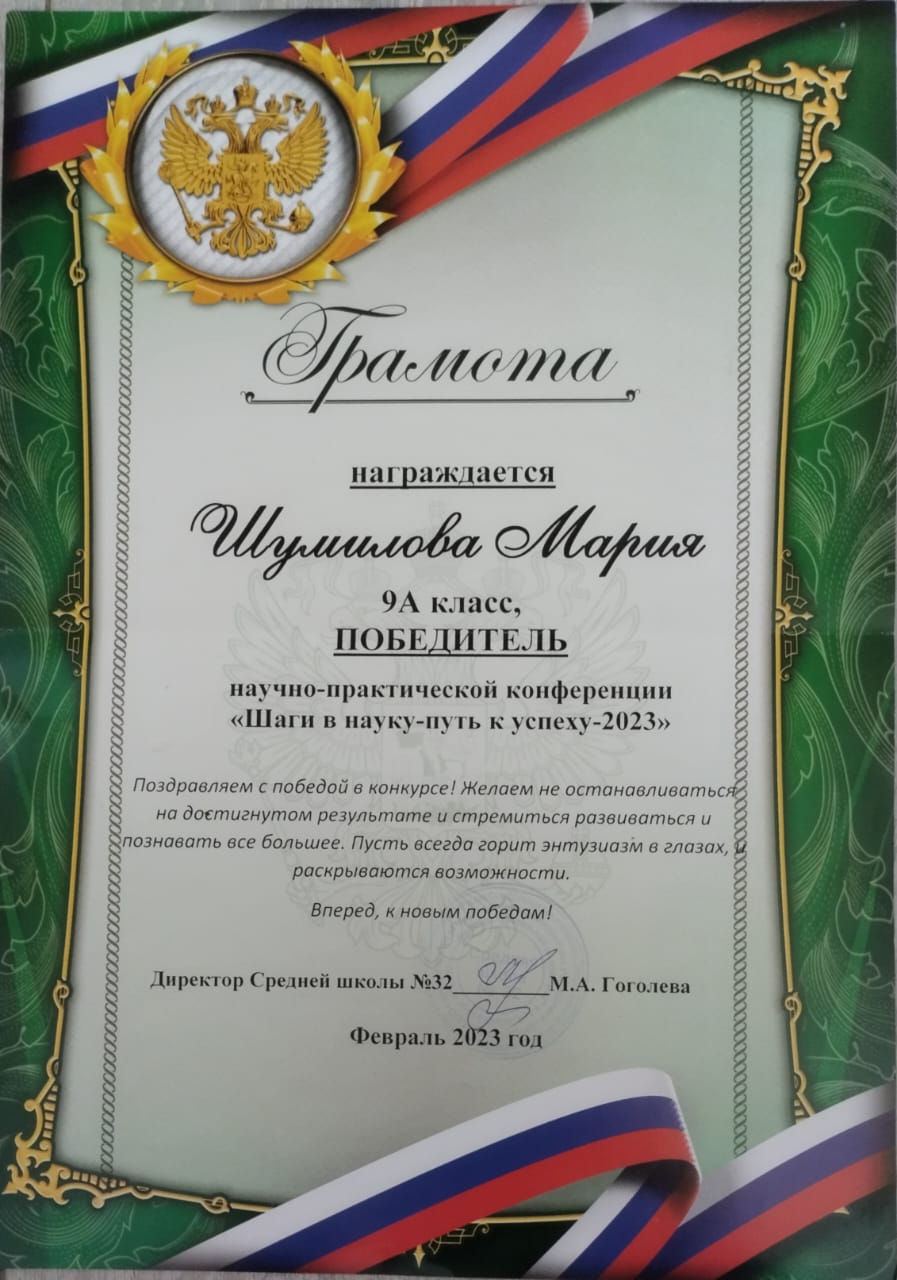 Грамота
награждается
Шумилова Мария
9А класс,
ПОБЕДИТЕЛЬ
научно-практической конференции
«Шаги в науку-путь к успеху-2023»
Поздравляем с победой в конкурсе! Желаем не останавливаться
на достигнутом результате и стремиться развиваться и
познавать все большее. Пусть всегда горит энтузиазм в глазах, и
раскрываются возможности.
Вперед, к новым победам!
Директор Средней школы №32________М.А. Гоголева
Февраль 2023 год